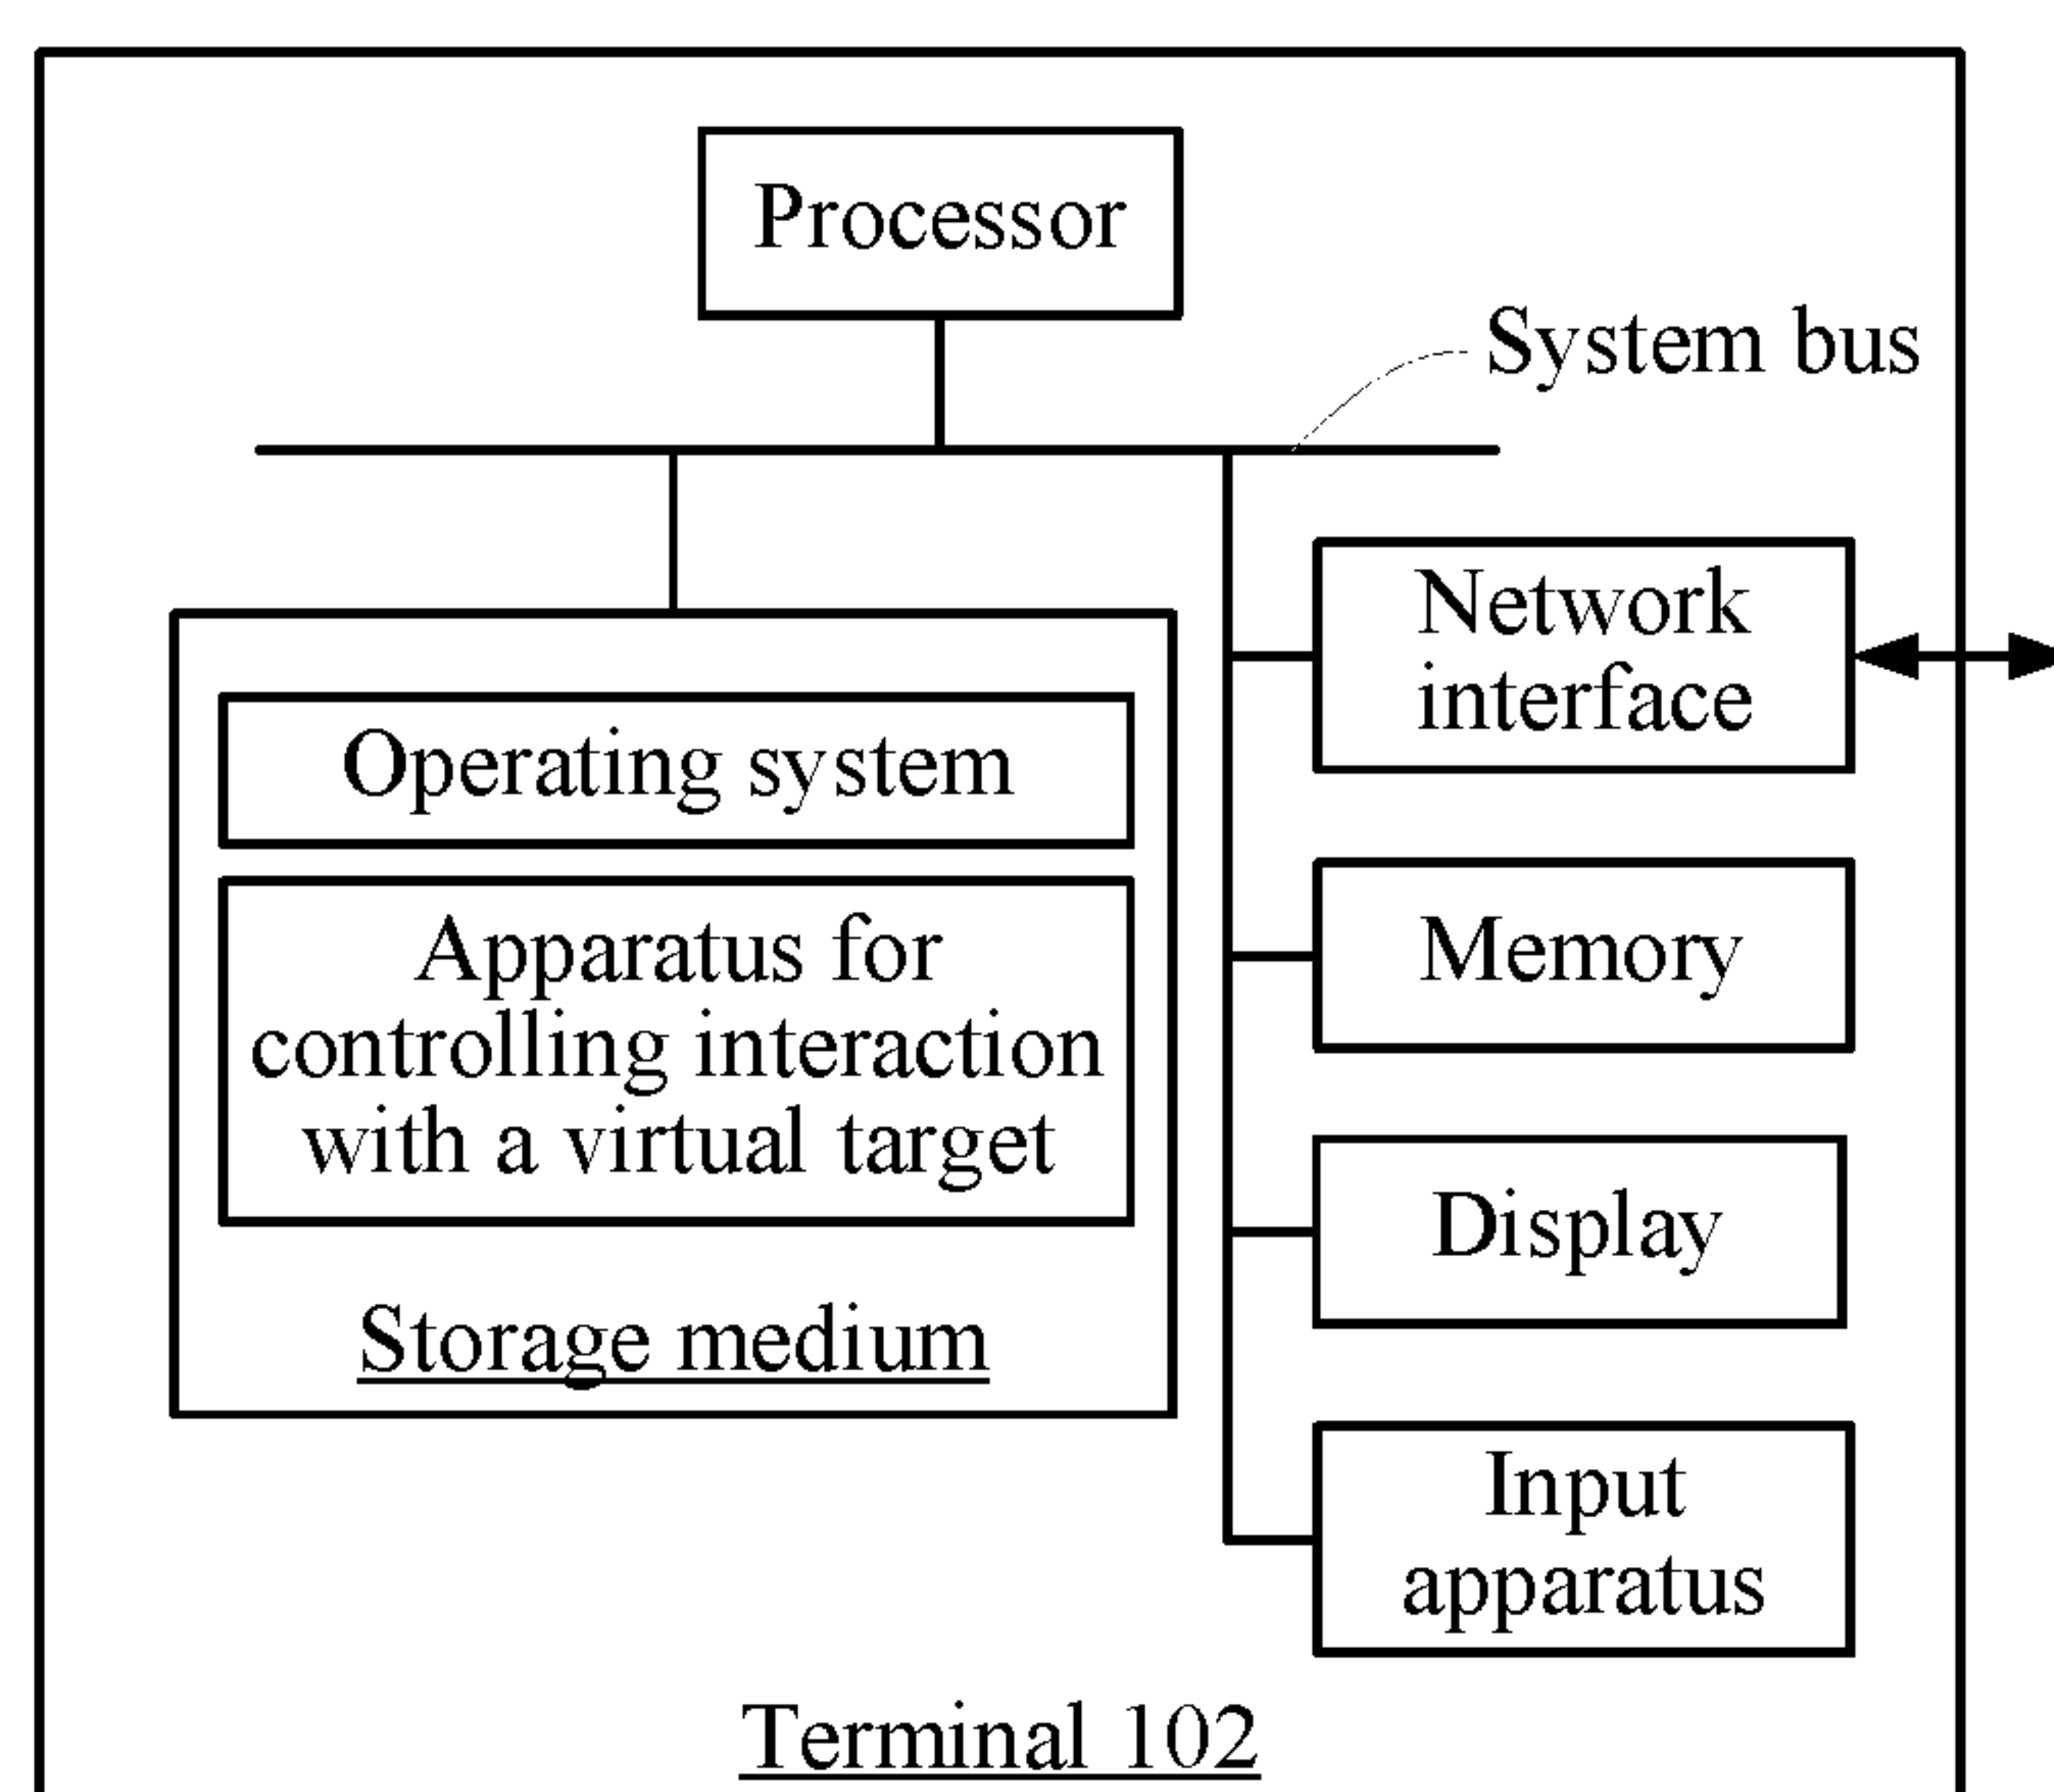 Processor
System bus
Network
interface
Operating system
Apparatus for
controlling interaction
with a virtual target
Storage medium
Memory
Display
Input
apparatus
Terminal 102